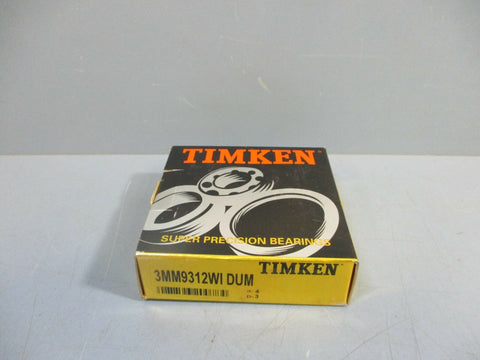 TIMKEN
SUPER PRECISION BEARINGS
3MM9312WI DUM
TIMKEN